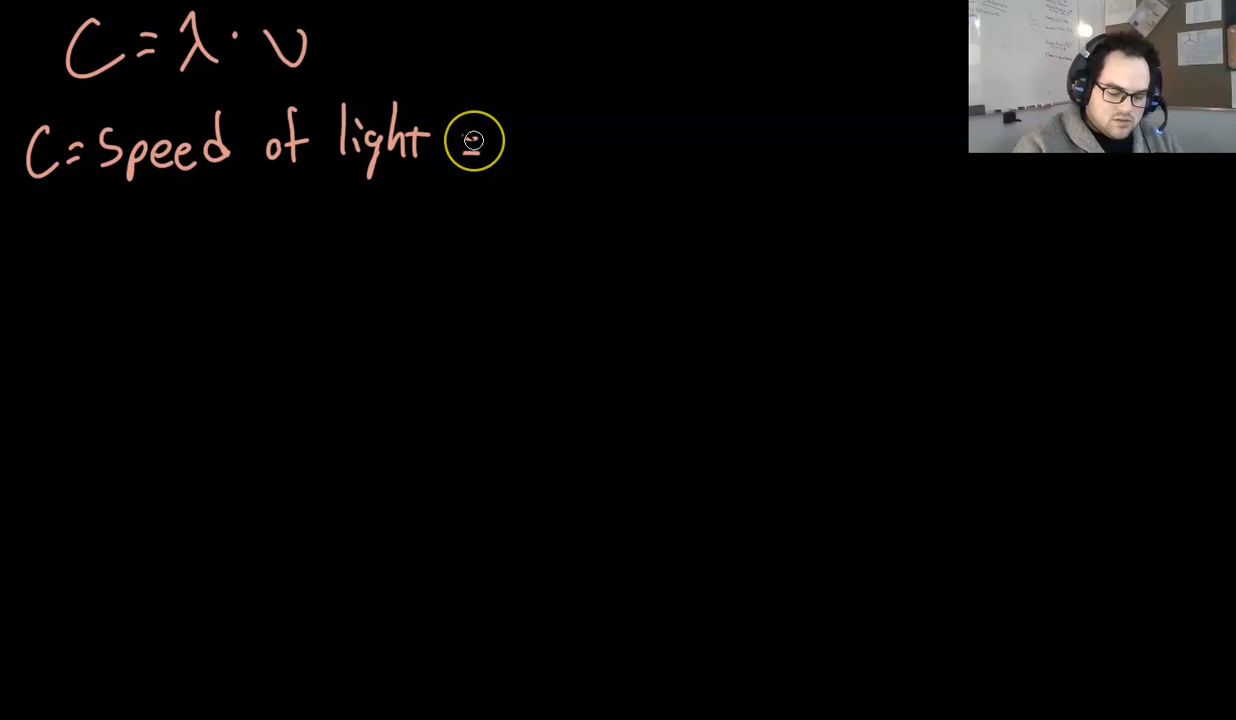 C = λ · ν
C = Speed of light =